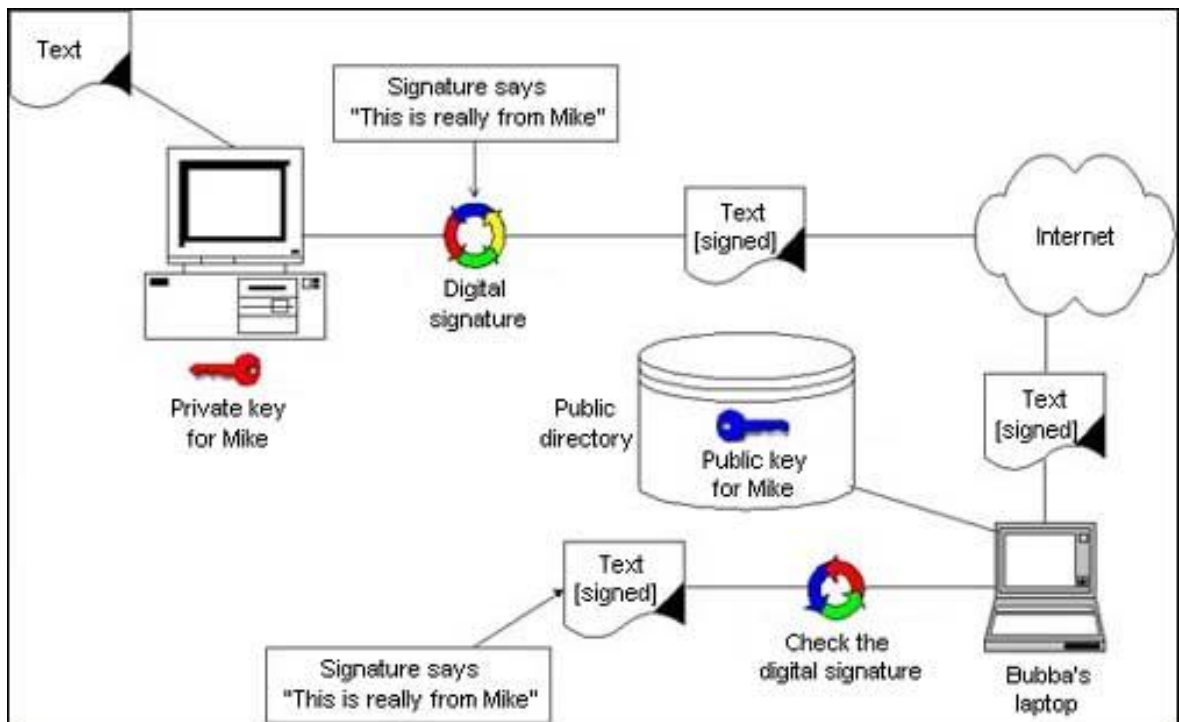 Text
Signature says
"This is really from Mike"
Text
[signed]
Internet
Digital
signature
Private key
for Mike
Public
directory
Public key
for Mike
Text
[signed]
Text
[signed]
Check the
digital signature
Bubba's
laptop
Signature says
"This is really from Mike"